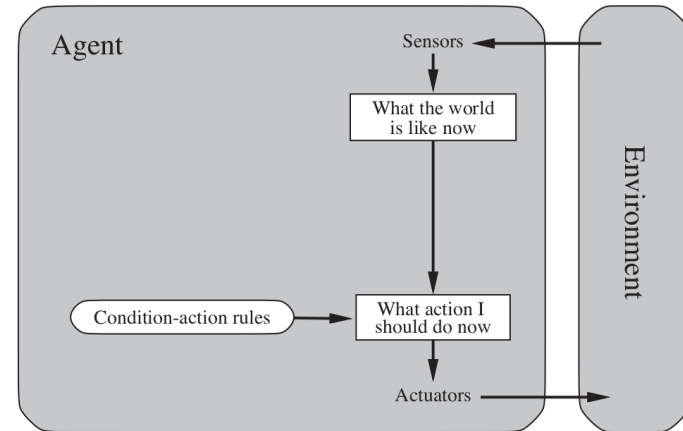 Agent
Sensors
What the world
is like now
Environment
Condition-action rules
What action I
should do now
Actuators